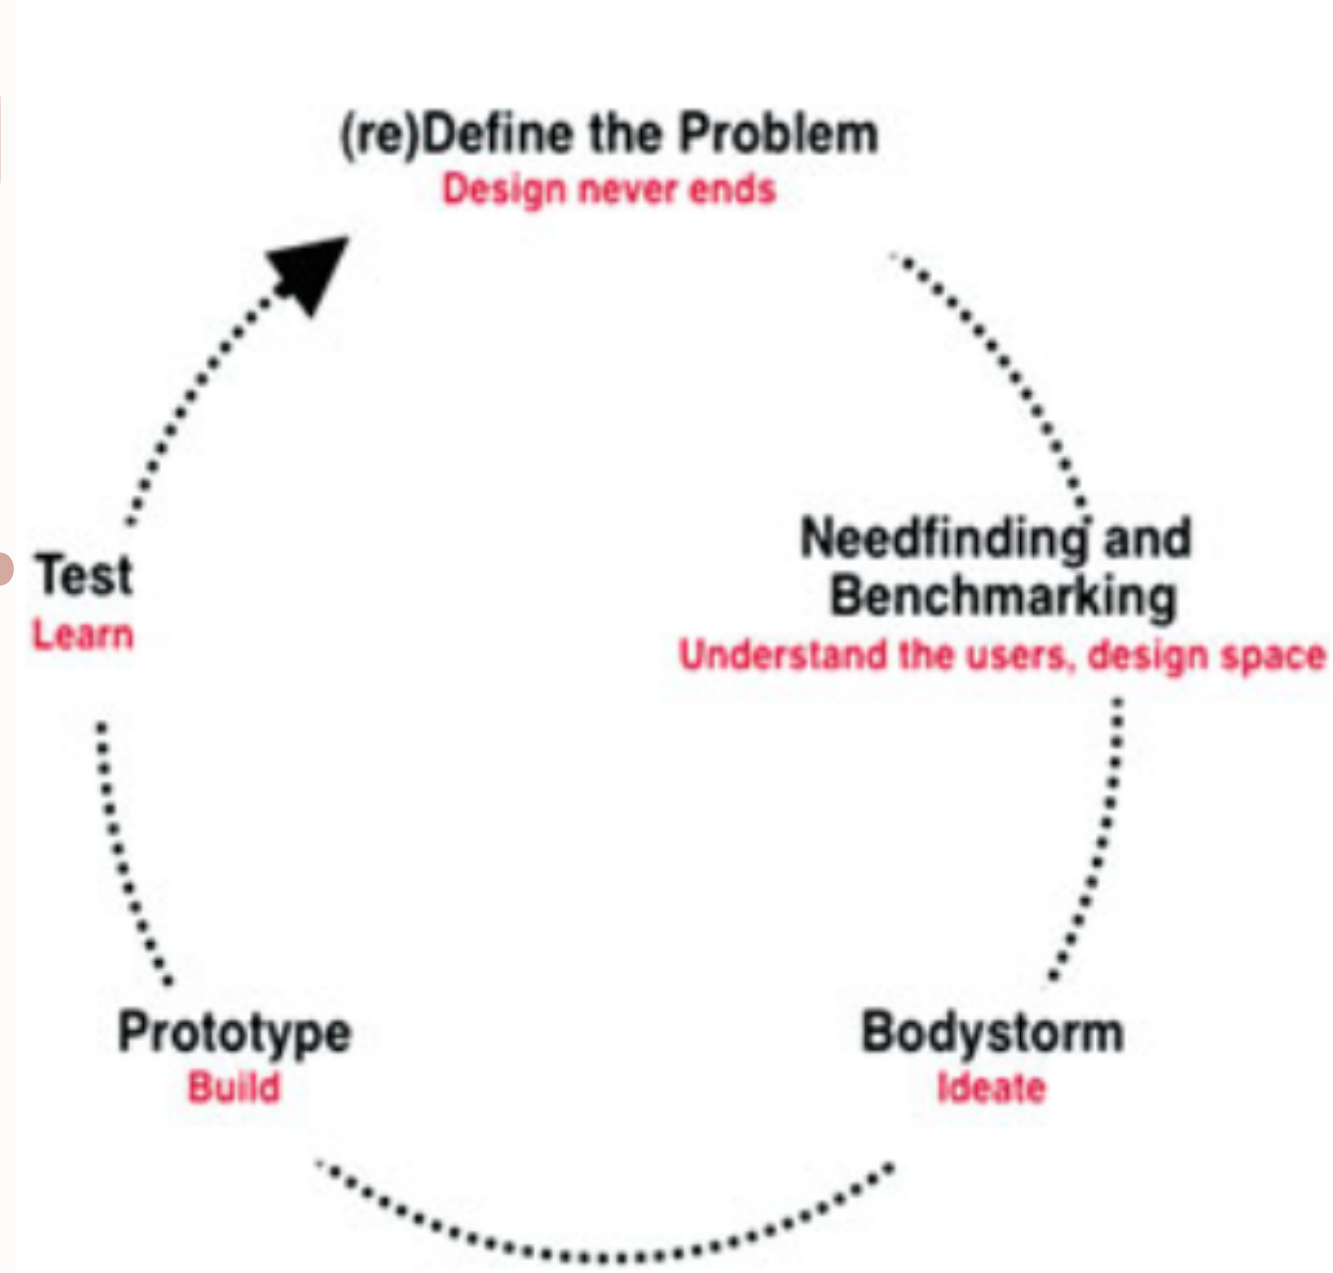 (re)Define the Problem
Design never ends
Needfinding and
Benchmarking
Understand the users, design space
Bodystorm
Ideate
Prototype
Build
Test
Learn